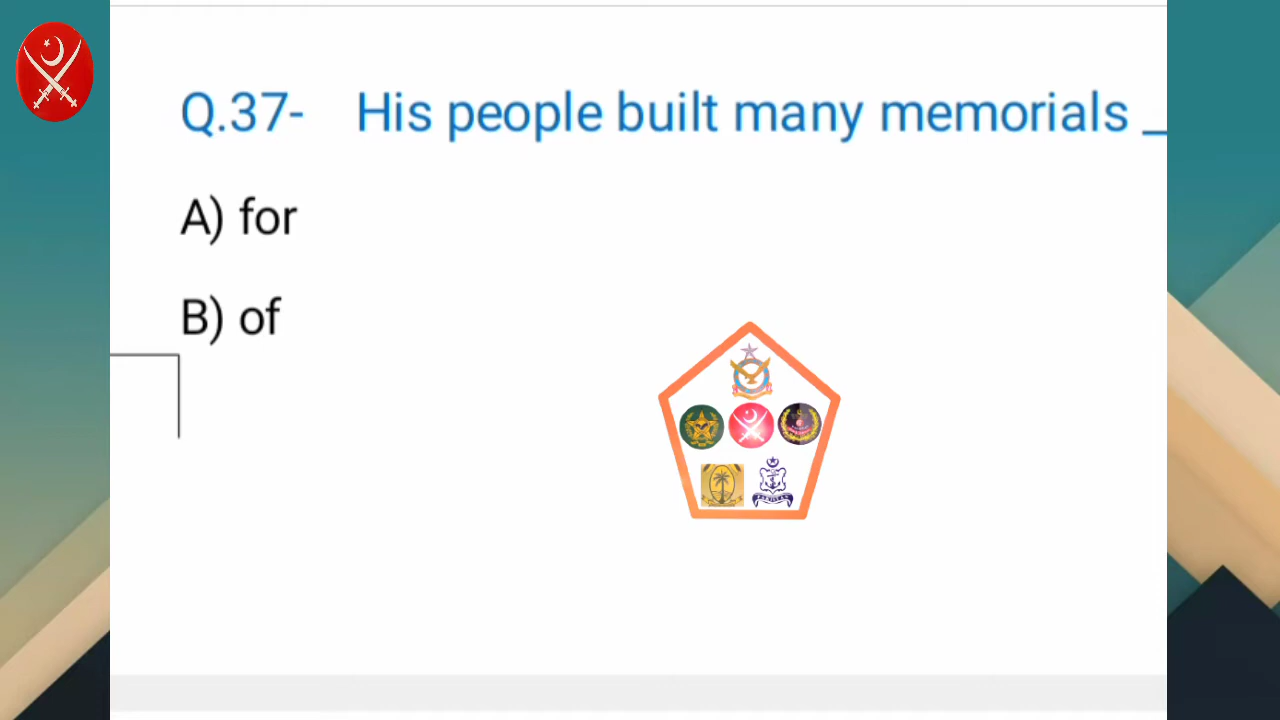 Q.37- His people built many memorials _
A) for
B) of